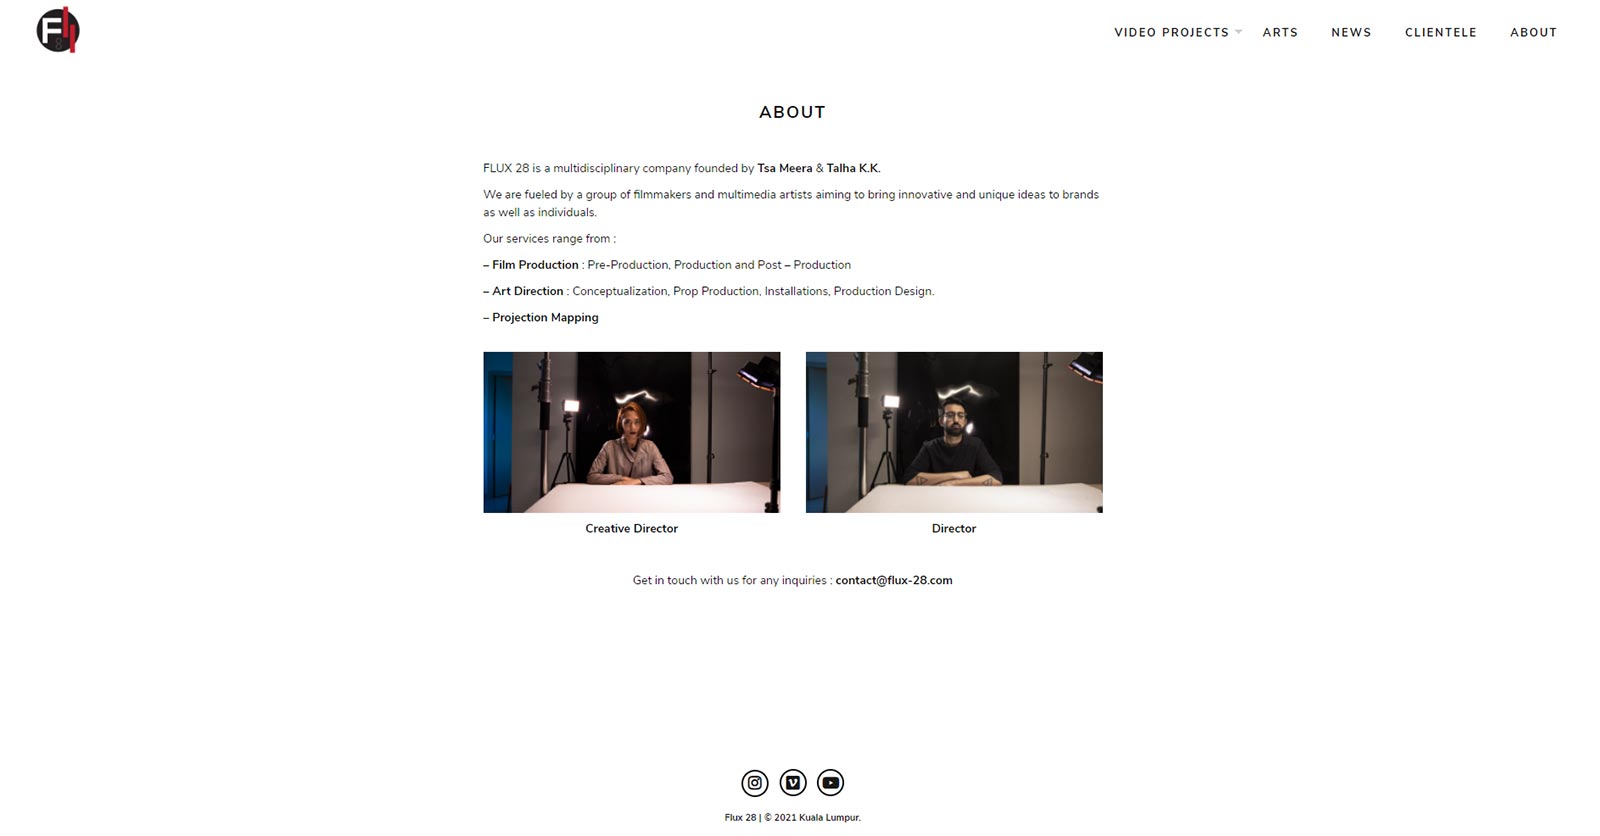 F
28
VIDEO PROJECTS ARTS NEWS CLIENTELE ABOUT
ABOUT
FLUX 28 is a multidisciplinary company founded by Tsa Meera & Talha K.K.
We are fueled by a group of filmmakers and multimedia artists aiming to bring innovative and unique ideas to brands
as well as individuals.
Our services range from :
– Film Production : Pre-Production, Production and Post – Production
– Art Direction : Conceptualization, Prop Production, Installations, Production Design.
– Projection Mapping
Creative Director
Director
Get in touch with us for any inquiries : contact@flux-28.com
Flux 28 | © 2021 Kuala Lumpur.